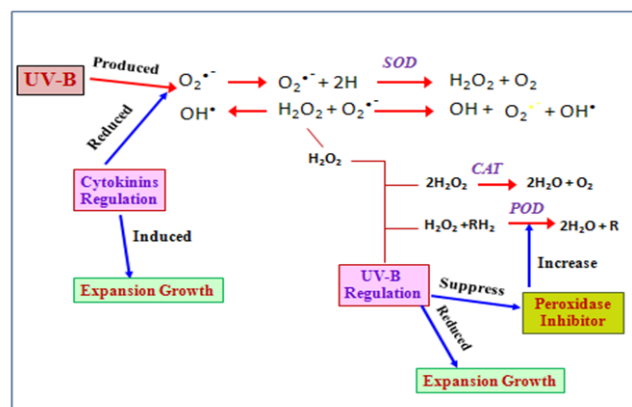 UV-B
Produced
O₂•⁻
O₂•⁻ + 2H
SOD
H₂O₂ + O₂
Reduced
OH•
H₂O₂ + O₂•⁻
OH + O₂•⁻ + OH•
H₂O₂
Cytokinins
Regulation
2H₂O₂
CAT
2H₂O + O₂
H₂O₂ +RH₂
POD
2H₂O + R
Induced
Increase
Expansion Growth
UV-B
Regulation
Suppress
Peroxidase
Inhibitor
Reduced
Expansion Growth